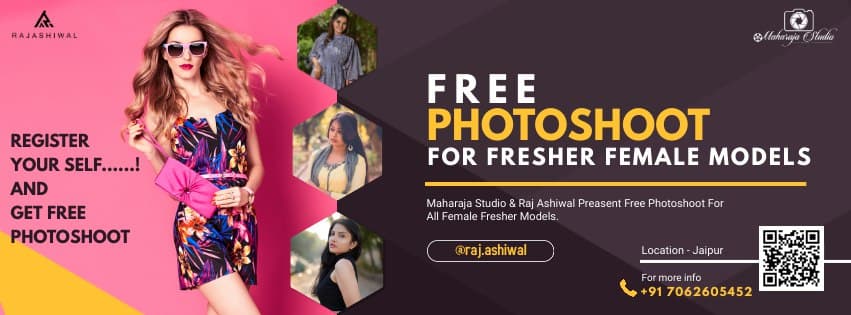 RAJASHIWAL
Maharaja Studio
REGISTER
YOUR SELF......!
AND
GET FREE
PHOTOSHOOT
FREE
PHOTOSHOOT
FOR FRESHER FEMALE MODELS
Maharaja Studio & Raj Ashiwal Preasent Free Photoshoot For
All Female Fresher Models.
@raj.ashiwal
Location - Jaipur
For more info
+91 7062605452